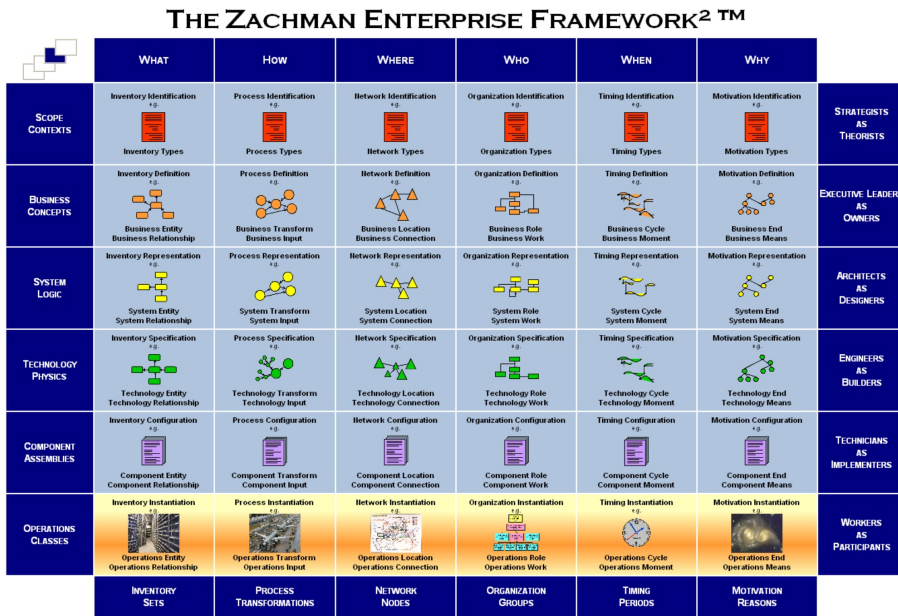 THE ZACHMAN ENTERPRISE FRAMEWORK² ™
WHAT
HOW
WHERE
WHO
WHEN
WHY
SCOPE
CONTEXTS
Inventory Identification
e.g.
Inventory Types
Process Identification
e.g.
Process Types
Network Identification
e.g.
Network Types
Organization Identification
e.g.
Organization Types
Timing Identification
e.g.
Timing Types
Motivation Identification
e.g.
Motivation Types
STRATEGISTS
AS
THEORISTS
BUSINESS
CONCEPTS
Inventory Definition
e.g.
Business Entity
Business Relationship
Process Definition
e.g.
Business Transform
Business Input
Network Definition
e.g.
Business Location
Business Connection
Organization Definition
e.g.
Business Role
Business Work
Timing Definition
e.g.
Business Cycle
Business Moment
Motivation Definition
e.g.
Business End
Business Means
EXECUTIVE LEADERS
AS
OWNERS
SYSTEM
LOGIC
Inventory Representation
e.g.
System Entity
System Relationship
Process Representation
e.g.
System Transform
System Input
Network Representation
e.g.
System Location
System Connection
Organization Representation
e.g.
System Role
System Work
Timing Representation
e.g.
System Cycle
System Moment
Motivation Representation
e.g.
System End
System Means
ARCHITECTS
AS
DESIGNERS
TECHNOLOGY
PHYSICS
Inventory Specification
e.g.
Technology Entity
Technology Relationship
Process Specification
e.g.
Technology Transform
Technology Input
Network Specification
e.g.
Technology Location
Technology Connection
Organization Specification
e.g.
Technology Role
Technology Work
Timing Specification
e.g.
Technology Cycle
Technology Moment
Motivation Specification
e.g.
Technology End
Technology Means
ENGINEERS
AS
BUILDERS
COMPONENT
ASSEMBLIES
Inventory Configuration
e.g.
Component Entity
Component Relationship
Process Configuration
e.g.
Component Transform
Component Input
Network Configuration
e.g.
Component Location
Component Connection
Organization Configuration
e.g.
Component Role
Component Work
Timing Configuration
e.g.
Component Cycle
Component Moment
Motivation Configuration
e.g.
Component End
Component Means
TECHNICIANS
AS
IMPLEMENTERS
OPERATIONS
CLASSES
Inventory Instantiation
e.g.
Operations Entity
Operations Relationship
Process Instantiation
e.g.
Operations Transform
Operations Input
Network Instantiation
e.g.
Operations Location
Operations Connection
Organization Instantiation
e.g.
Operations Role
Operations Work
Timing Instantiation
e.g.
Operations Cycle
Operations Moment
Motivation Instantiation
e.g.
Operations End
Operations Means
WORKERS
AS
PARTICIPANTS
INVENTORY
SETS
PROCESS
TRANSFORMATIONS
NETWORK
NODES
ORGANIZATION
GROUPS
TIMING
PERIODS
MOTIVATION
REASONS